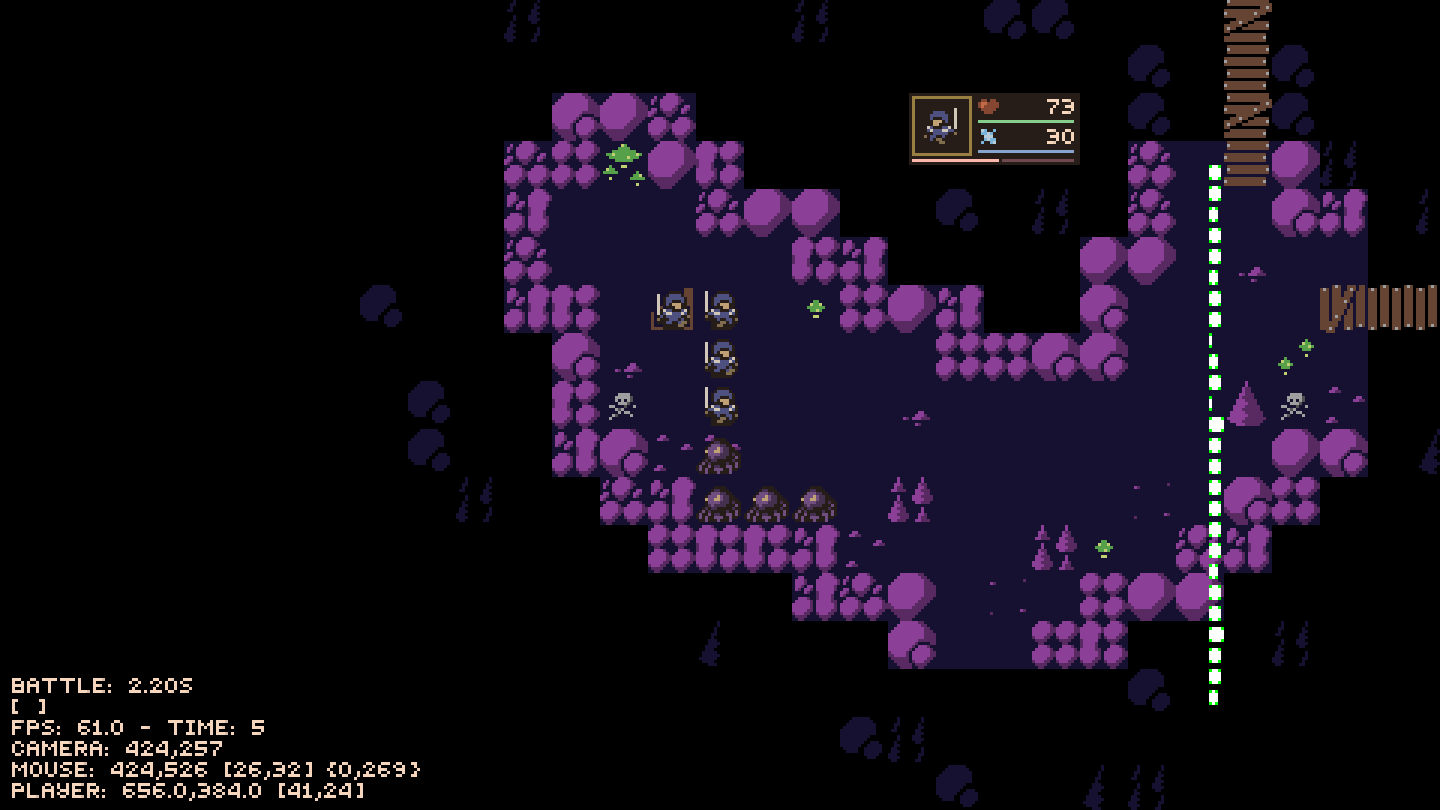 73
30
BATTLE: 2.20S
[ ]
FPS: 61.0 - TIME: 5
CAMERA: 424,257
MOUSE: 424,526 [26,32] {0,269}
PLAYER: 656.0,384.0 [41,24]